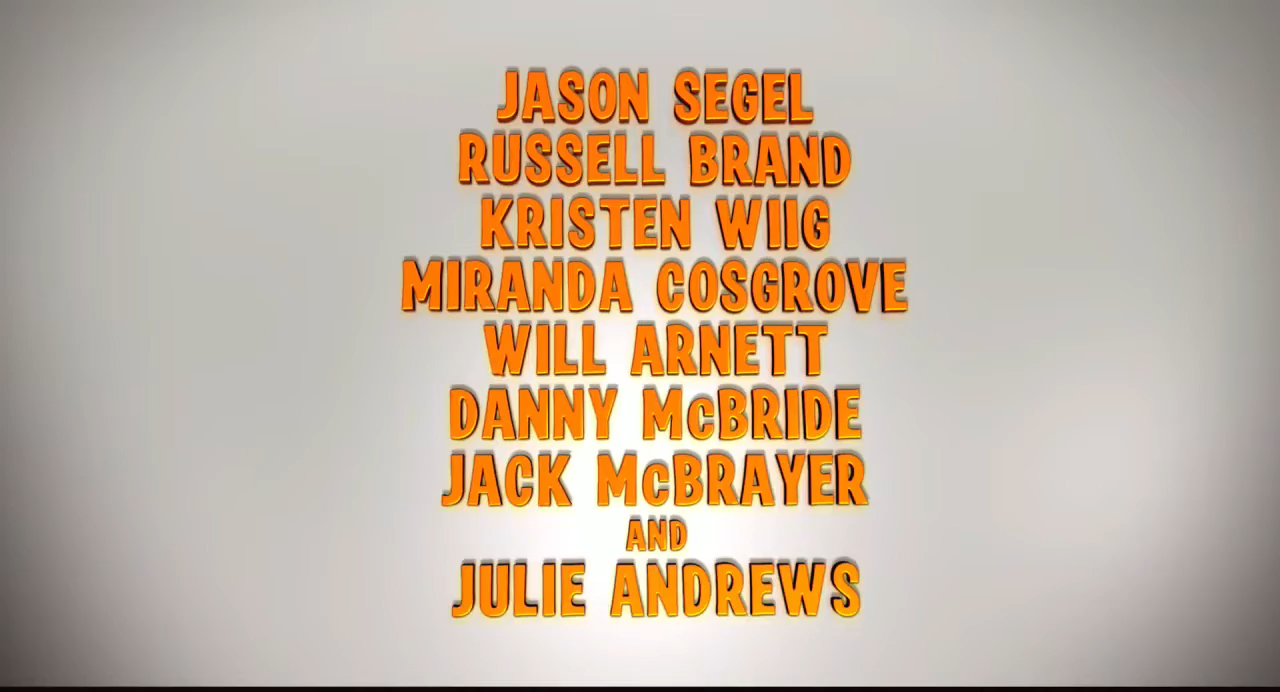 JASON SEGEL
RUSSELL BRAND
KRISTEN WIIG
MIRANDA COSGROVE
WILL ARNETT
DANNY McBRIDE
JACK McBRAYER
AND
JULIE ANDREWS